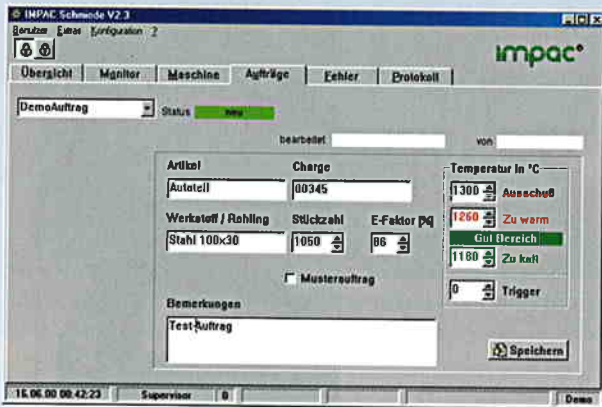 IMPAC Schmiede V2.3
Benutzer Extras Konfiguration ?
impac
Übersicht Monitor Maschine Aufträge Fehler Protokoll
DemoAuftrag Status neu
bearbeitet von
Artikel Charge Temperatur in °C
Autoteil 00345 1300 Ausschuß
Werkstoff / Rohling Stückzahl E-Faktor [%] 1260 Zu warm
Gut Bereich
Stahl 100x30 1050 86 1180 Zu kalt
Musterauftrag 0 Trigger
Bemerkungen
Test-Auftrag
Speichern
16.06.00 00:42:23 Supervisor 0 Demo